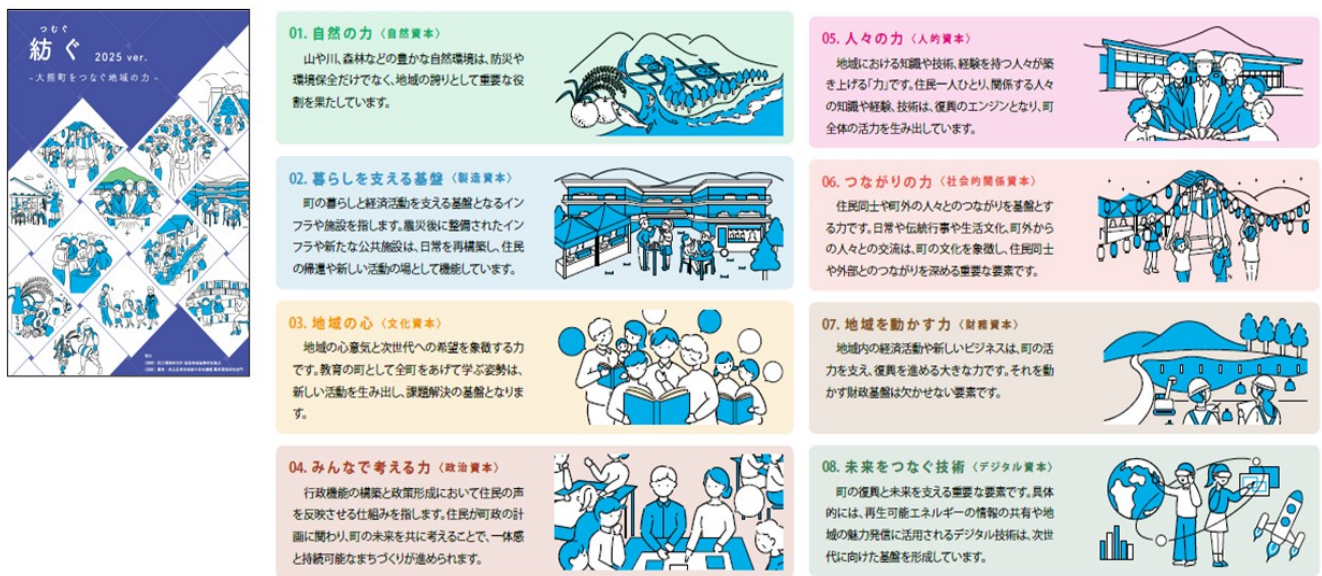 つむぐ
紡ぐ 2025 ver.
-大熊町をつなぐ地域の力-
01. 自然の力〈自然資本〉
山や川、森林などの豊かな自然環境は、防災や
環境保全だけでなく、地域の誇りとして重要な役
割を果たしています。
02. 暮らしを支える基盤〈製造資本〉
町の暮らしと経済活動を支える基盤となるイン
フラや施設を指します。震災後に整備されたイン
フラや新たな公共施設は、日常を再構築し、住民
の帰還や新しい活動の場として機能しています。
03. 地域の心〈文化資本〉
地域の心意気と次世代への希望を象徴する力
です。教育の町として全町をあげて学ぶ姿勢は、
新しい活動を生み出し、課題解決の基盤となりま
す。
04. みんなで考える力〈政治資本〉
行政機能の構築と政策形成において住民の声
を反映させる仕組みを指します。住民が町政の計
画に関わり、町の未来を共に考えることで、一体感
と持続可能なまちづくりが進められます。
05. 人々の力〈人的資本〉
地域における知識や技術、経験を持つ人々が築
き上げる「力」です。住民一人ひとり、関係する人々
の知識や経験、技術は、復興のエンジンとなり、町
全体の活力を生み出しています。
06. つながりの力〈社会的関係資本〉
住民同士や町外の人々とのつながりを基盤とす
る力です。日常や伝統行事や生活文化、町外から
の人々との交流は、町の文化を象徴し、住民同士
や外部とのつながりを深める重要な要素です。
07. 地域を動かす力〈財務資本〉
地域内の経済活動や新しいビジネスは、町の活
力を支え、復興を進める大きな力です。それを動
かす財政基盤は欠かせない要素です。
08. 未来をつなぐ技術〈デジタル資本〉
町の復興と未来を支える重要な要素です。具体
的には、再生可能エネルギーの情報の共有や地
域の魅力発信に活用されるデジタル技術は、次世
代に向けた基盤を形成しています。